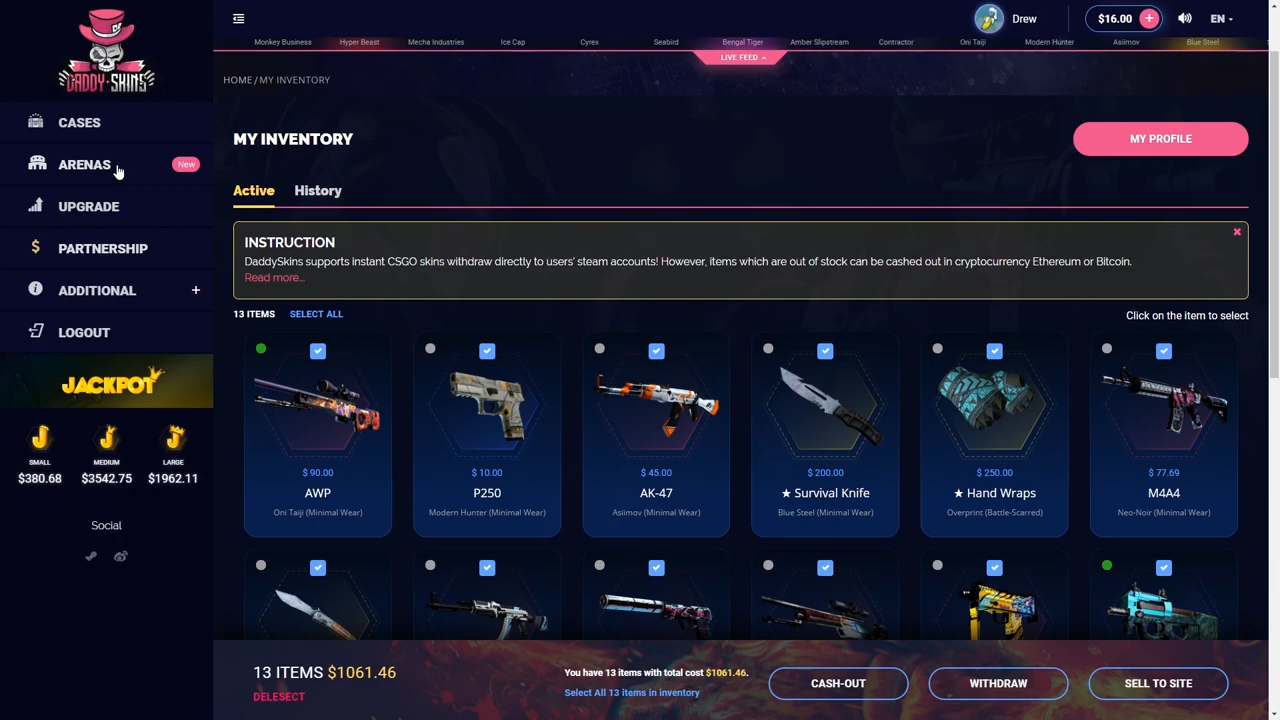 DADDY SKINS
CASES
ARENAS
New
UPGRADE
PARTNERSHIP
ADDITIONAL +
LOGOUT
JACKPOT
SMALL
$380.68
MEDIUM
$3542.75
LARGE
$1962.11
Social
Drew
$16.00 +
EN
Monkey Business
Hyper Beast
Mecha Industries
Ice Cap
Cyrex
Seabird
Bengal Tiger
Amber Slipstream
Contractor
Oni Taiji
Modern Hunter
Asiimov
Blue Steel
LIVE FEED
HOME / MY INVENTORY
MY INVENTORY
MY PROFILE
Active
History
INSTRUCTION
DaddySkins supports instant CSGO skins withdraw directly to users' steam accounts! However, items which are out of stock can be cashed out in cryptocurrency Ethereum or Bitcoin.
Read more...
13 ITEMS
SELECT ALL
Click on the item to select
$ 90.00
AWP
Oni Taiji (Minimal Wear)
$ 10.00
P250
Modern Hunter (Minimal Wear)
$ 45.00
AK-47
Asiimov (Minimal Wear)
$ 200.00
★ Survival Knife
Blue Steel (Minimal Wear)
$ 250.00
★ Hand Wraps
Overprint (Battle-Scarred)
$ 77.69
M4A4
Neo-Noir (Minimal Wear)
13 ITEMS $1061.46
DELESECT
You have 13 items with total cost $1061.46.
Select All 13 items in inventory
CASH-OUT
WITHDRAW
SELL TO SITE